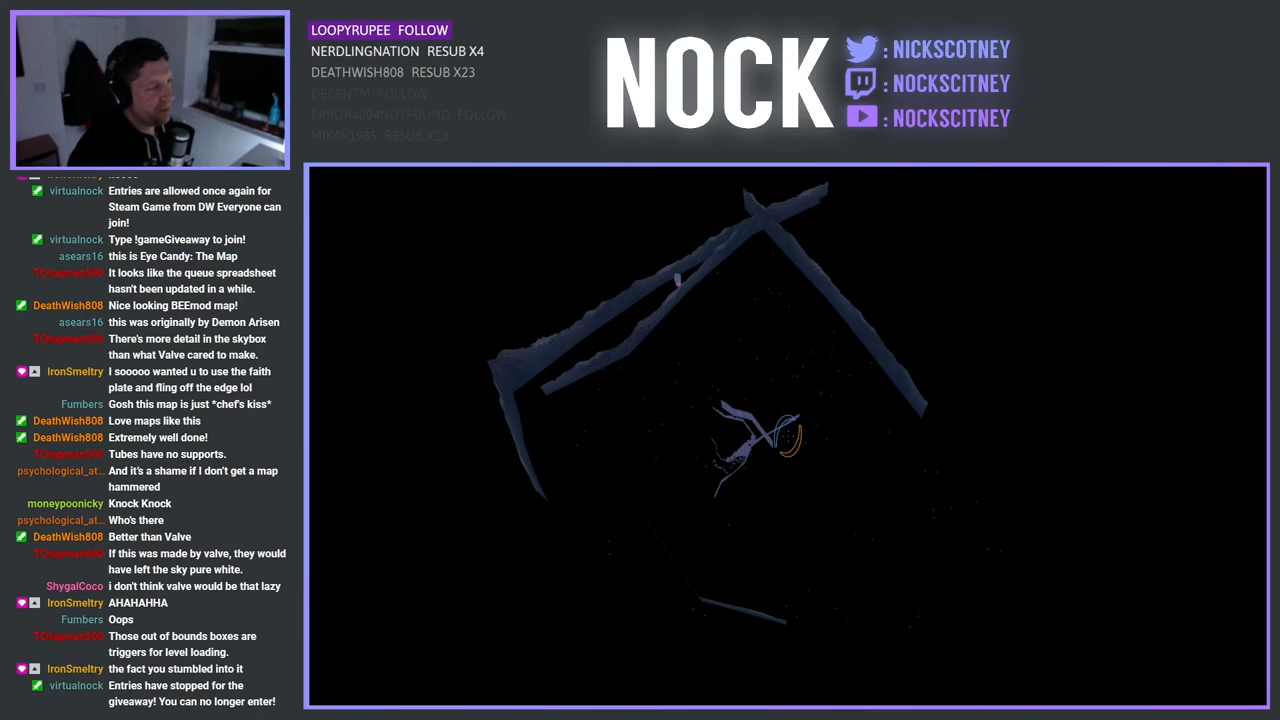 LOOPYRUPEE FOLLOW
NERDLINGNATION RESUB X4
DEATHWISH808 RESUB X23
DECENTM FOLLOW
ERROR4004NOTFOUND FOLLOW
MIKAK1985 RESUB X13
NOCK
: NICKSCOTNEY
: NOCKSCITNEY
: NOCKSCITNEY
virtualnock Entries are allowed once again for
Steam Game from DW Everyone can
join!
virtualnock Type !gameGiveaway to join!
asears16 this is Eye Candy: The Map
TChapman500 It looks like the queue spreadsheet
hasn't been updated in a while.
DeathWish808 Nice looking BEEmod map!
asears16 this was originally by Demon Arisen
TChapman500 There's more detail in the skybox
than what Valve cared to make.
IronSmeltry I sooooo wanted u to use the faith
plate and fling off the edge lol
Fumbers Gosh this map is just *chef's kiss*
DeathWish808 Love maps like this
DeathWish808 Extremely well done!
TChapman500 Tubes have no supports.
psychological_at... And it's a shame if I don't get a map
hammered
moneypoonicky Knock Knock
psychological_at... Who's there
DeathWish808 Better than Valve
TChapman500 If this was made by valve, they would
have left the sky pure white.
ShygalCoco i don't think valve would be that lazy
IronSmeltry AHAHAHHA
Fumbers Oops
TChapman500 Those out of bounds boxes are
triggers for level loading.
IronSmeltry the fact you stumbled into it
virtualnock Entries have stopped for the
giveaway! You can no longer enter!